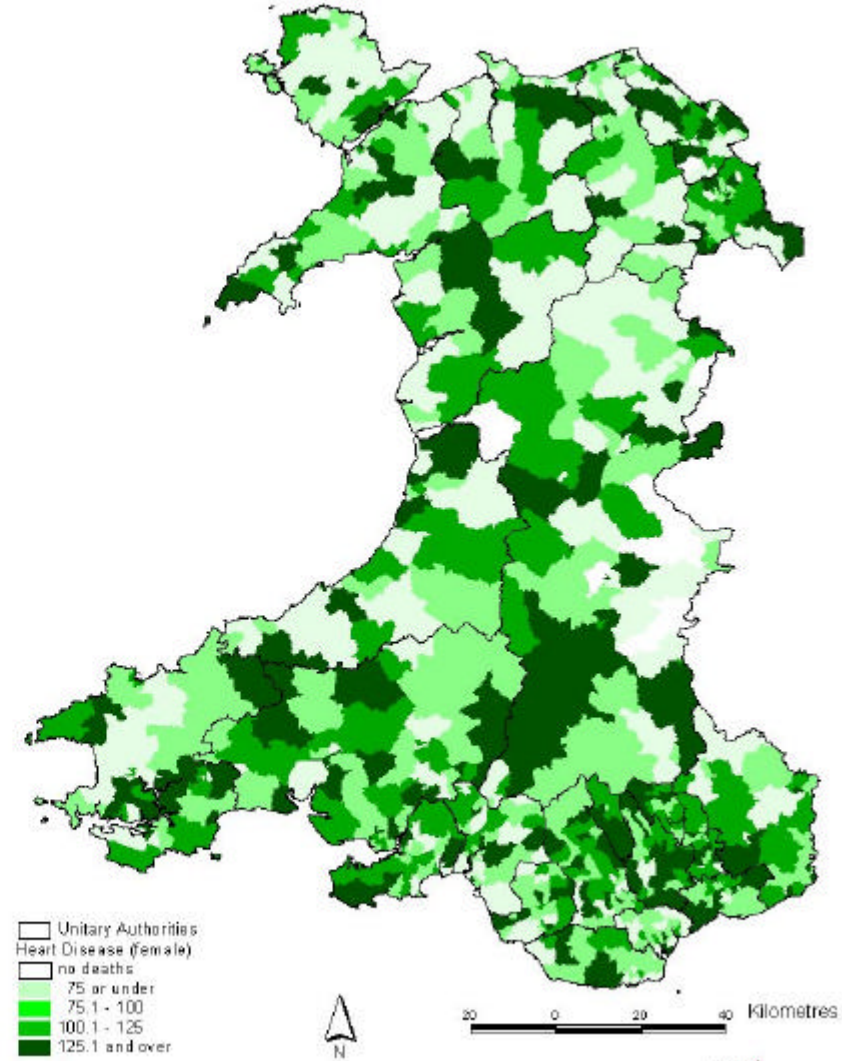 Unitary Authorities
Heart Disease (female)
no deaths
75 or under
75.1 - 100
100.1 - 125
125.1 and over
N
20 0 20 40 Kilometres